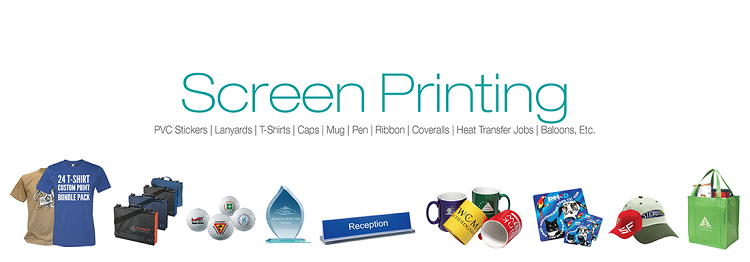 Screen Printing
PVC Stickers | Lanyards | T-Shirts | Caps | Mug | Pen | Ribbon | Coveralls | Heat Transfer Jobs | Baloons, Etc.
24 T-SHIRT
CUSTOM PRINT
BUNDLE PACK
Reception
WCM